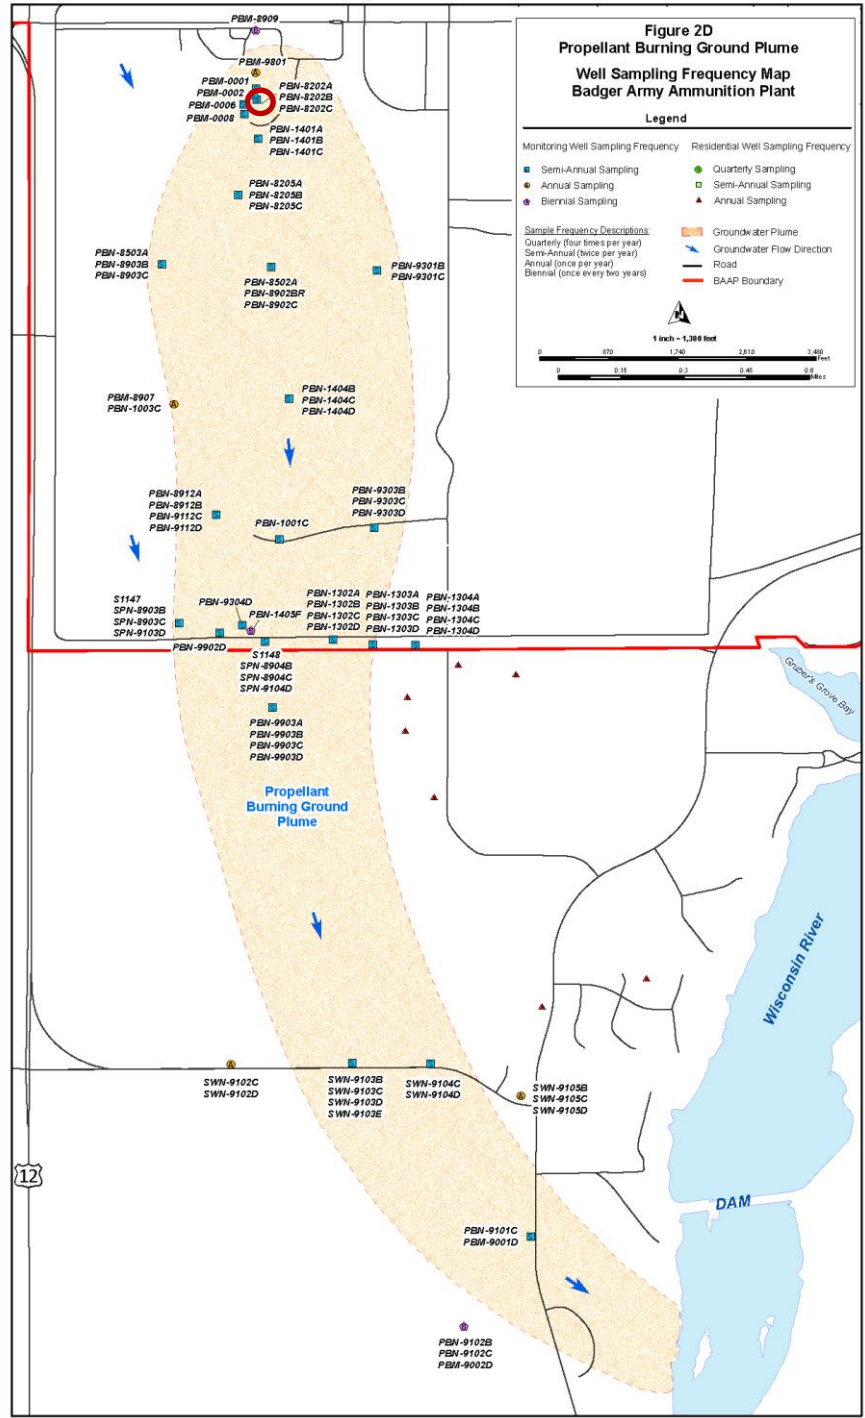 Figure 2D
Propellant Burning Ground Plume
Well Sampling Frequency Map
Badger Army Ammunition Plant
Legend
Monitoring Well Sampling Frequency
S Semi-Annual Sampling
A Annual Sampling
B Biennial Sampling
Residential Well Sampling Frequency
Quarterly Sampling
Semi-Annual Sampling
Annual Sampling
Sample Frequency Descriptions:
Quarterly (four times per year)
Semi-Annual (twice per year)
Annual (once per year)
Biennial (once every two years)
Groundwater Plume
Groundwater Flow Direction
Road
BAAP Boundary
N
0 870 1,740 2,610 3,480
Feet
0 0.15 0.3 0.45 0.6
Miles
PBM-8909
B
PBM-9801
A
PBM-0001
PBM-0002
PBM-0006
PBM-0008
PBN-8202A
PBN-8202B
PBN-8202C
PBN-1401A
PBN-1401B
PBN-1401C
PBN-8205A
PBN-8205B
PBN-8205C
PBN-8503A
PBN-8903B
PBN-8903C
PBN-8502A
PBN-8902BR
PBN-8902C
PBN-9301B
PBN-9301C
PBM-8907
PBN-1003C
PBN-1404B
PBN-1404C
PBN-1404D
PBN-8912A
PBN-8912B
PBN-9112C
PBN-9112D
PBN-1001C
PBN-9303B
PBN-9303C
PBN-9303D
S1147
SPN-8903B
SPN-8903C
SPN-9103D
PBN-9304D
PBN-1405F
PBN-1302A
PBN-1302B
PBN-1302C
PBN-1302D
PBN-1303A
PBN-1303B
PBN-1303C
PBN-1303D
PBN-1304A
PBN-1304B
PBN-1304C
PBN-1304D
PBN-9902D
S1148
SPN-8904B
SPN-8904C
SPN-9104D
PBN-9903A
PBN-9903B
PBN-9903C
PBN-9903D
Gruber's Grove Bay
Propellant
Burning Ground
Plume
Wisconsin River
SWN-9102C
SWN-9102D
SWN-9103B
SWN-9103C
SWN-9103D
SWN-9103E
SWN-9104C
SWN-9104D
SWN-9105B
SWN-9105C
SWN-9105D
12
DAM
PBN-9101C
PBM-9001D
PBN-9102B
PBN-9102C
PBM-9002D